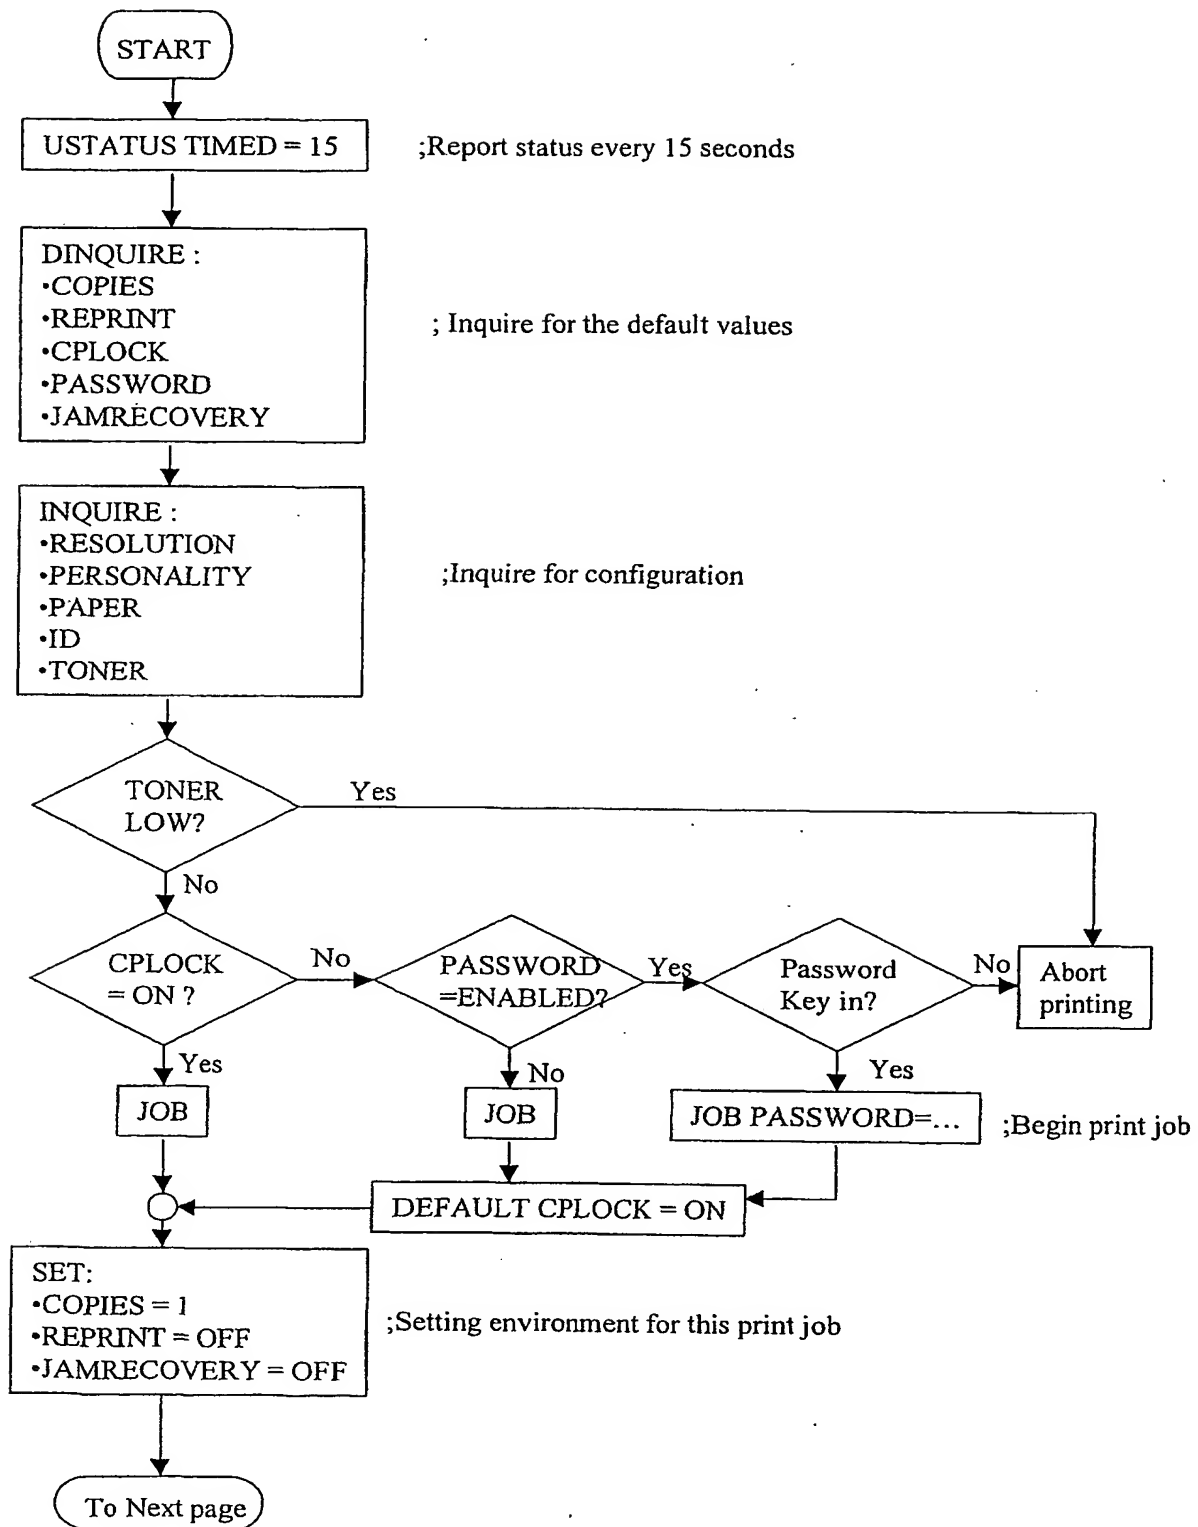 START
USTATUS TIMED = 15
;Report status every 15 seconds
DINQUIRE :
•COPIES
•REPRINT
•CPLOCK
•PASSWORD
•JAMRECOVERY
; Inquire for the default values
INQUIRE :
•RESOLUTION
•PERSONALITY
•PAPER
•ID
•TONER
;Inquire for configuration
TONER
LOW?
Yes
No
CPLOCK
= ON ?
No
PASSWORD
=ENABLED?
Yes
Password
Key in?
No
Abort
printing
Yes
No
Yes
JOB
JOB
JOB PASSWORD=...
;Begin print job
DEFAULT CPLOCK = ON
SET:
•COPIES = 1
•REPRINT = OFF
•JAMRECOVERY = OFF
;Setting environment for this print job
To Next page